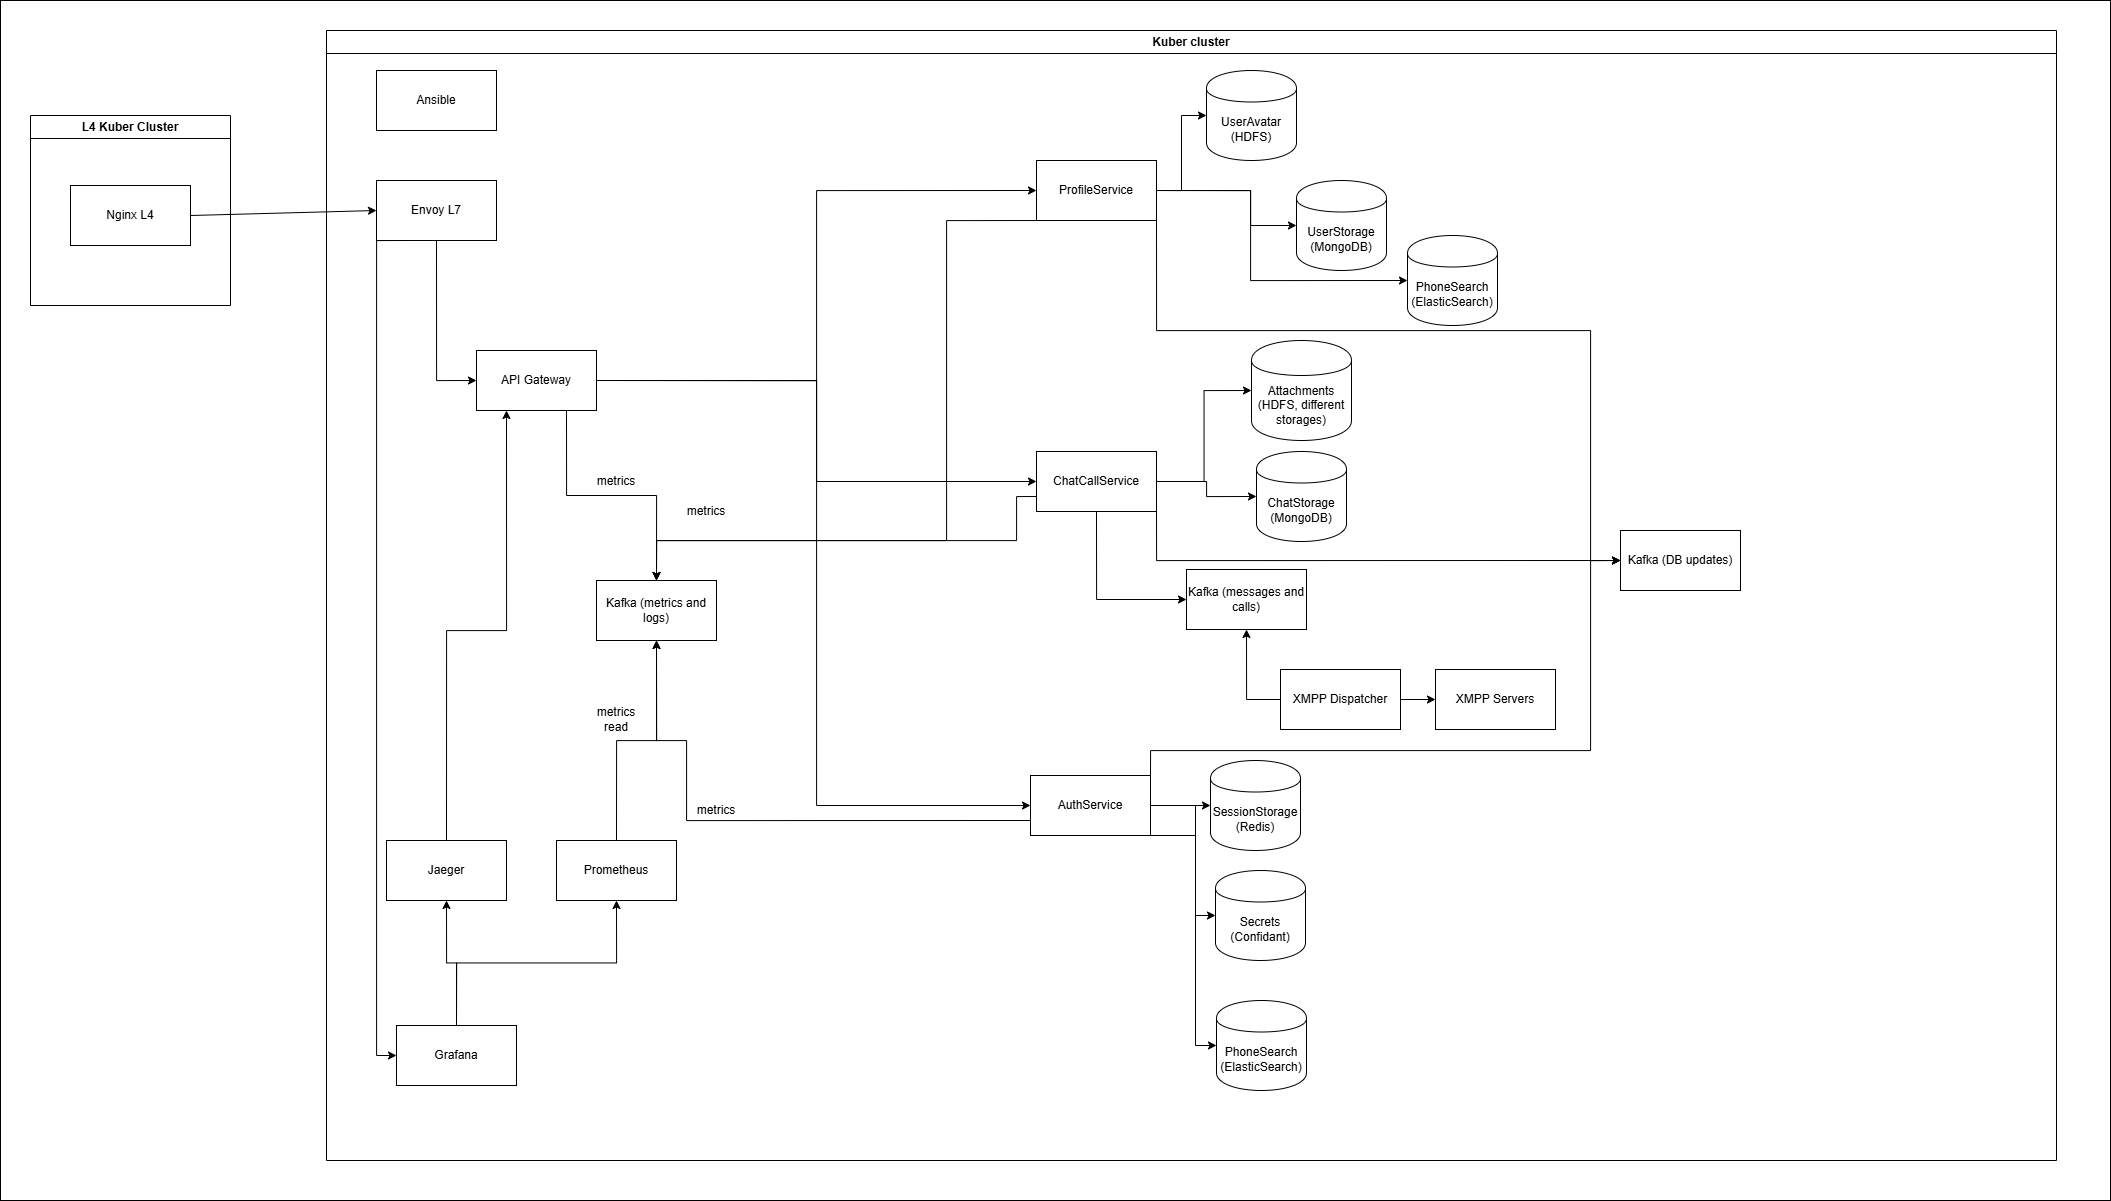 Kuber cluster
Ansible
L4 Kuber Cluster
Nginx L4
Envoy L7
UserAvatar
(HDFS)
ProfileService
UserStorage
(MongoDB)
PhoneSearch
(ElasticSearch)
API Gateway
Attachments
(HDFS, different
storages)
metrics
metrics
ChatCallService
ChatStorage
(MongoDB)
Kafka (DB updates)
Kafka (metrics and
logs)
Kafka (messages and
calls)
XMPP Dispatcher
XMPP Servers
metrics
read
metrics
AuthService
SessionStorage
(Redis)
Jaeger
Prometheus
Secrets
(Confidant)
Grafana
PhoneSearch
(ElasticSearch)